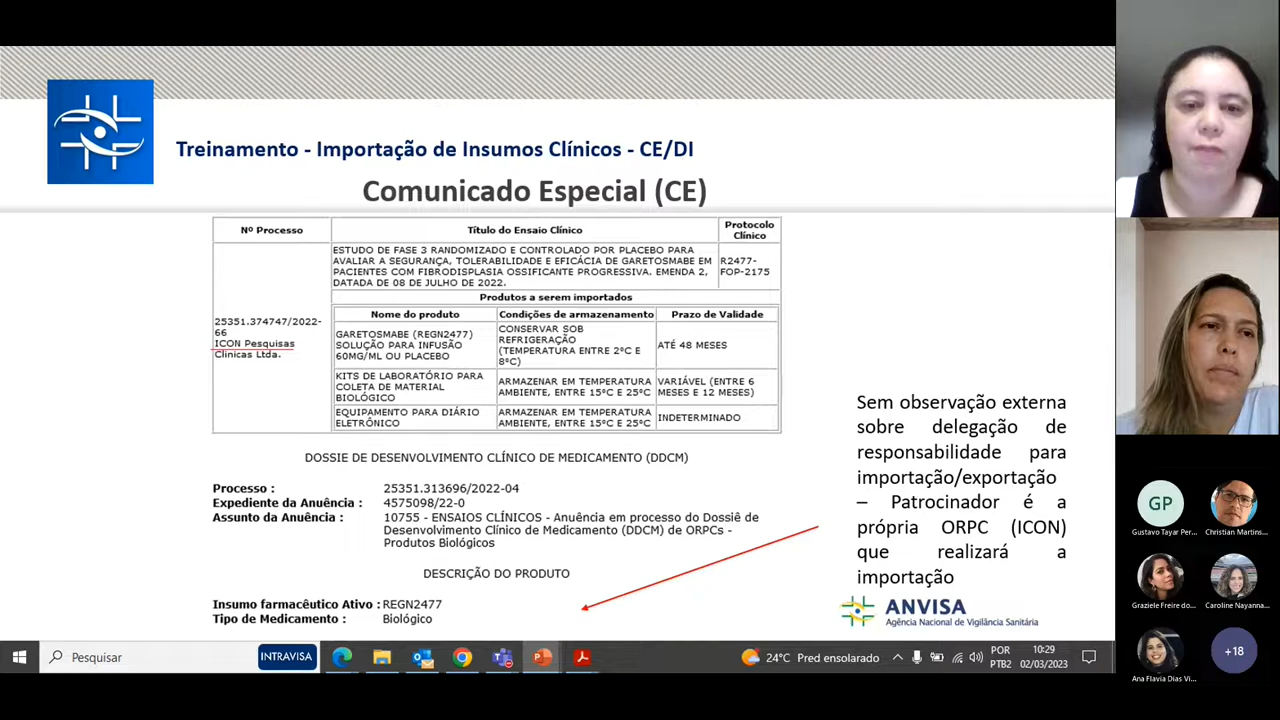 Treinamento - Importação de Insumos Clínicos - CE/DI
Comunicado Especial (CE)
Nº Processo
Título do Ensaio Clínico
Protocolo
Clínico
25351.374747/2022-
66
ICON Pesquisas
Clínicas Ltda.
ESTUDO DE FASE 3 RANDOMIZADO E CONTROLADO POR PLACEBO PARA
AVALIAR A SEGURANÇA, TOLERABILIDADE E EFICÁCIA DE GARETOSMABE EM
PACIENTES COM FIBRODISPLASIA OSSIFICANTE PROGRESSIVA. EMENDA 2,
DATADA DE 08 DE JULHO DE 2022.
R2477-
FOP-2175
Produtos a serem importados
Nome do produto
Condições de armazenamento
Prazo de Validade
GARETOSMABE (REGN2477)
SOLUÇÃO PARA INFUSÃO
60MG/ML OU PLACEBO
CONSERVAR SOB
REFRIGERAÇÃO
(TEMPERATURA ENTRE 2°C E
8°C)
ATÉ 48 MESES
KITS DE LABORATÓRIO PARA
COLETA DE MATERIAL
BIOLÓGICO
ARMAZENAR EM TEMPERATURA
AMBIENTE, ENTRE 15°C E 25°C
VARIÁVEL (ENTRE 6
MESES E 12 MESES)
EQUIPAMENTO PARA DIÁRIO
ELETRÔNICO
ARMAZENAR EM TEMPERATURA
AMBIENTE, ENTRE 15°C E 25°C
INDETERMINADO
DOSSIE DE DESENVOLVIMENTO CLÍNICO DE MEDICAMENTO (DDCM)
Processo : 25351.313696/2022-04
Expediente da Anuência : 4575098/22-0
Assunto da Anuência : 10755 - ENSAIOS CLÍNICOS - Anuência em processo do Dossiê de
Desenvolvimento Clínico de Medicamento (DDCM) de ORPCs -
Produtos Biológicos
DESCRIÇÃO DO PRODUTO
Insumo farmacêutico Ativo : REGN2477
Tipo de Medicamento : Biológico
Sem observação externa
sobre delegação de
responsabilidade para
importação/exportação
– Patrocinador é a
própria ORPC (ICON)
que realizará a
importação
ANVISA
Agência Nacional de Vigilância Sanitária
GP
Gustavo Tayar Per...
Christian Martins...
Graziele Freire do...
Caroline Nayanna...
Ana Flavia Dias Vi...
+18
Pesquisar
INTRAVISA
24°C Pred ensolarado
POR
PTB2
10:29
02/03/2023